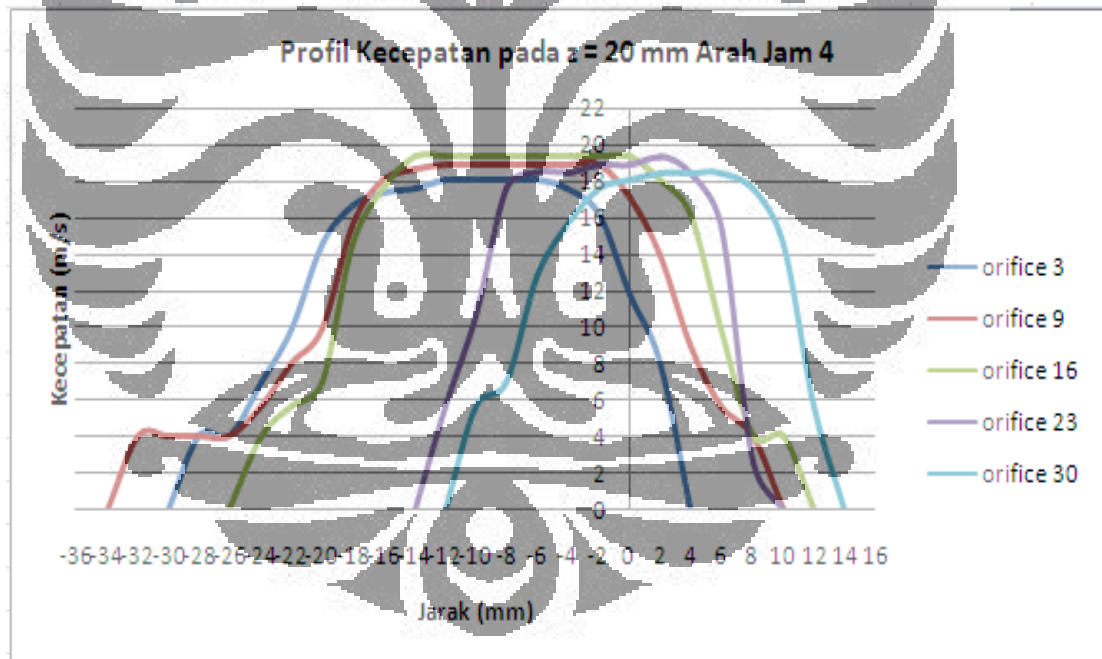 Profil Kecepatan pada z = 20 mm Arah Jam 4
Kecepatan (m/s)
22
20
18
16
14
12
10
8
6
4
2
0
-36 -34 -32 -30 -28 -26 -24 -22 -20 -18 -16 -14 -12 -10 -8 -6 -4 -2 0 2 4 6 8 10 12 14 16
Jarak (mm)
orifice 3
orifice 9
orifice 16
orifice 23
orifice 30